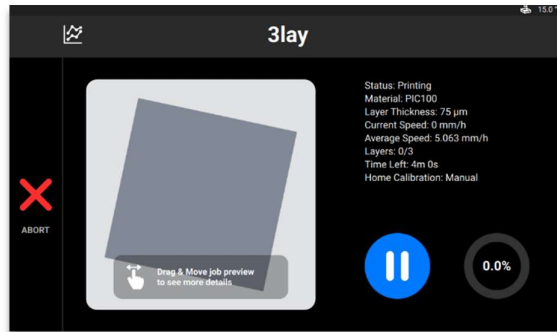 15.0
3lay
Status: Printing
Material: PIC100
Layer Thickness: 75 µm
Current Speed: 0 mm/h
Average Speed: 5.063 mm/h
Layers: 0/3
Time Left: 4m 0s
Home Calibration: Manual
ABORT
Drag & Move job preview
to see more details
0.0%